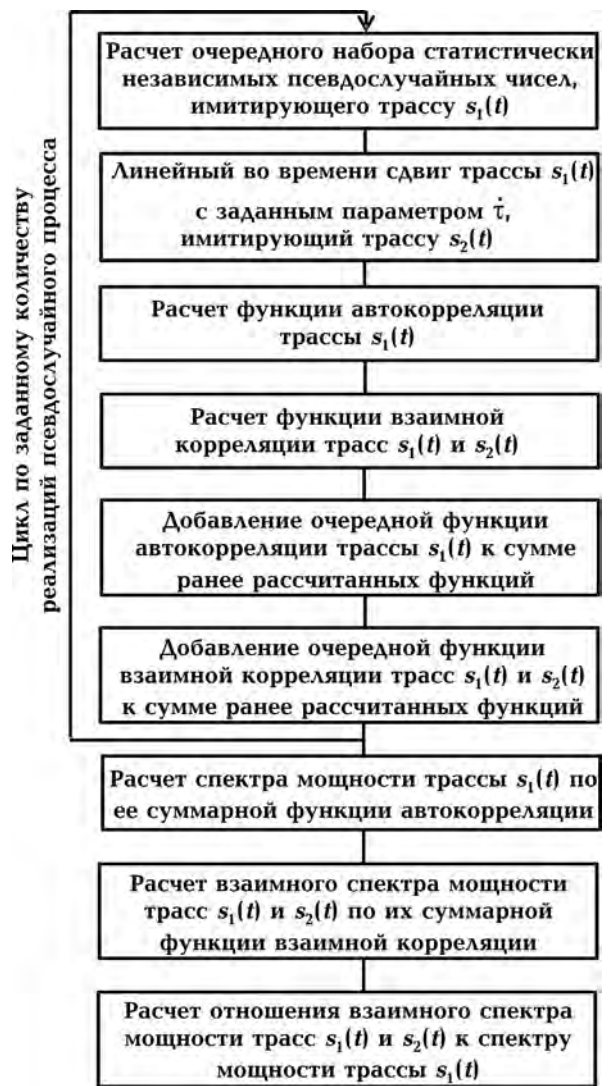 Цикл по заданному количеству
реализаций псевдослучайного процесса
Расчет очередного набора статистически
независимых псевдослучайных чисел,
имитирующего трассу s₁(t)
Линейный во времени сдвиг трассы s₁(t)
с заданным параметром τ̇,
имитирующий трассу s₂(t)
Расчет функции автокорреляции
трассы s₁(t)
Расчет функции взаимной
корреляции трасс s₁(t) и s₂(t)
Добавление очередной функции
автокорреляции трассы s₁(t) к сумме
ранее рассчитанных функций
Добавление очередной функции
взаимной корреляции трасс s₁(t) и s₂(t)
к сумме ранее рассчитанных функций
Расчет спектра мощности трассы s₁(t) по
ее суммарной функции автокорреляции
Расчет взаимного спектра мощности
трасс s₁(t) и s₂(t) по их суммарной
функции взаимной корреляции
Расчет отношения взаимного спектра
мощности трасс s₁(t) и s₂(t) к спектру
мощности трассы s₁(t)